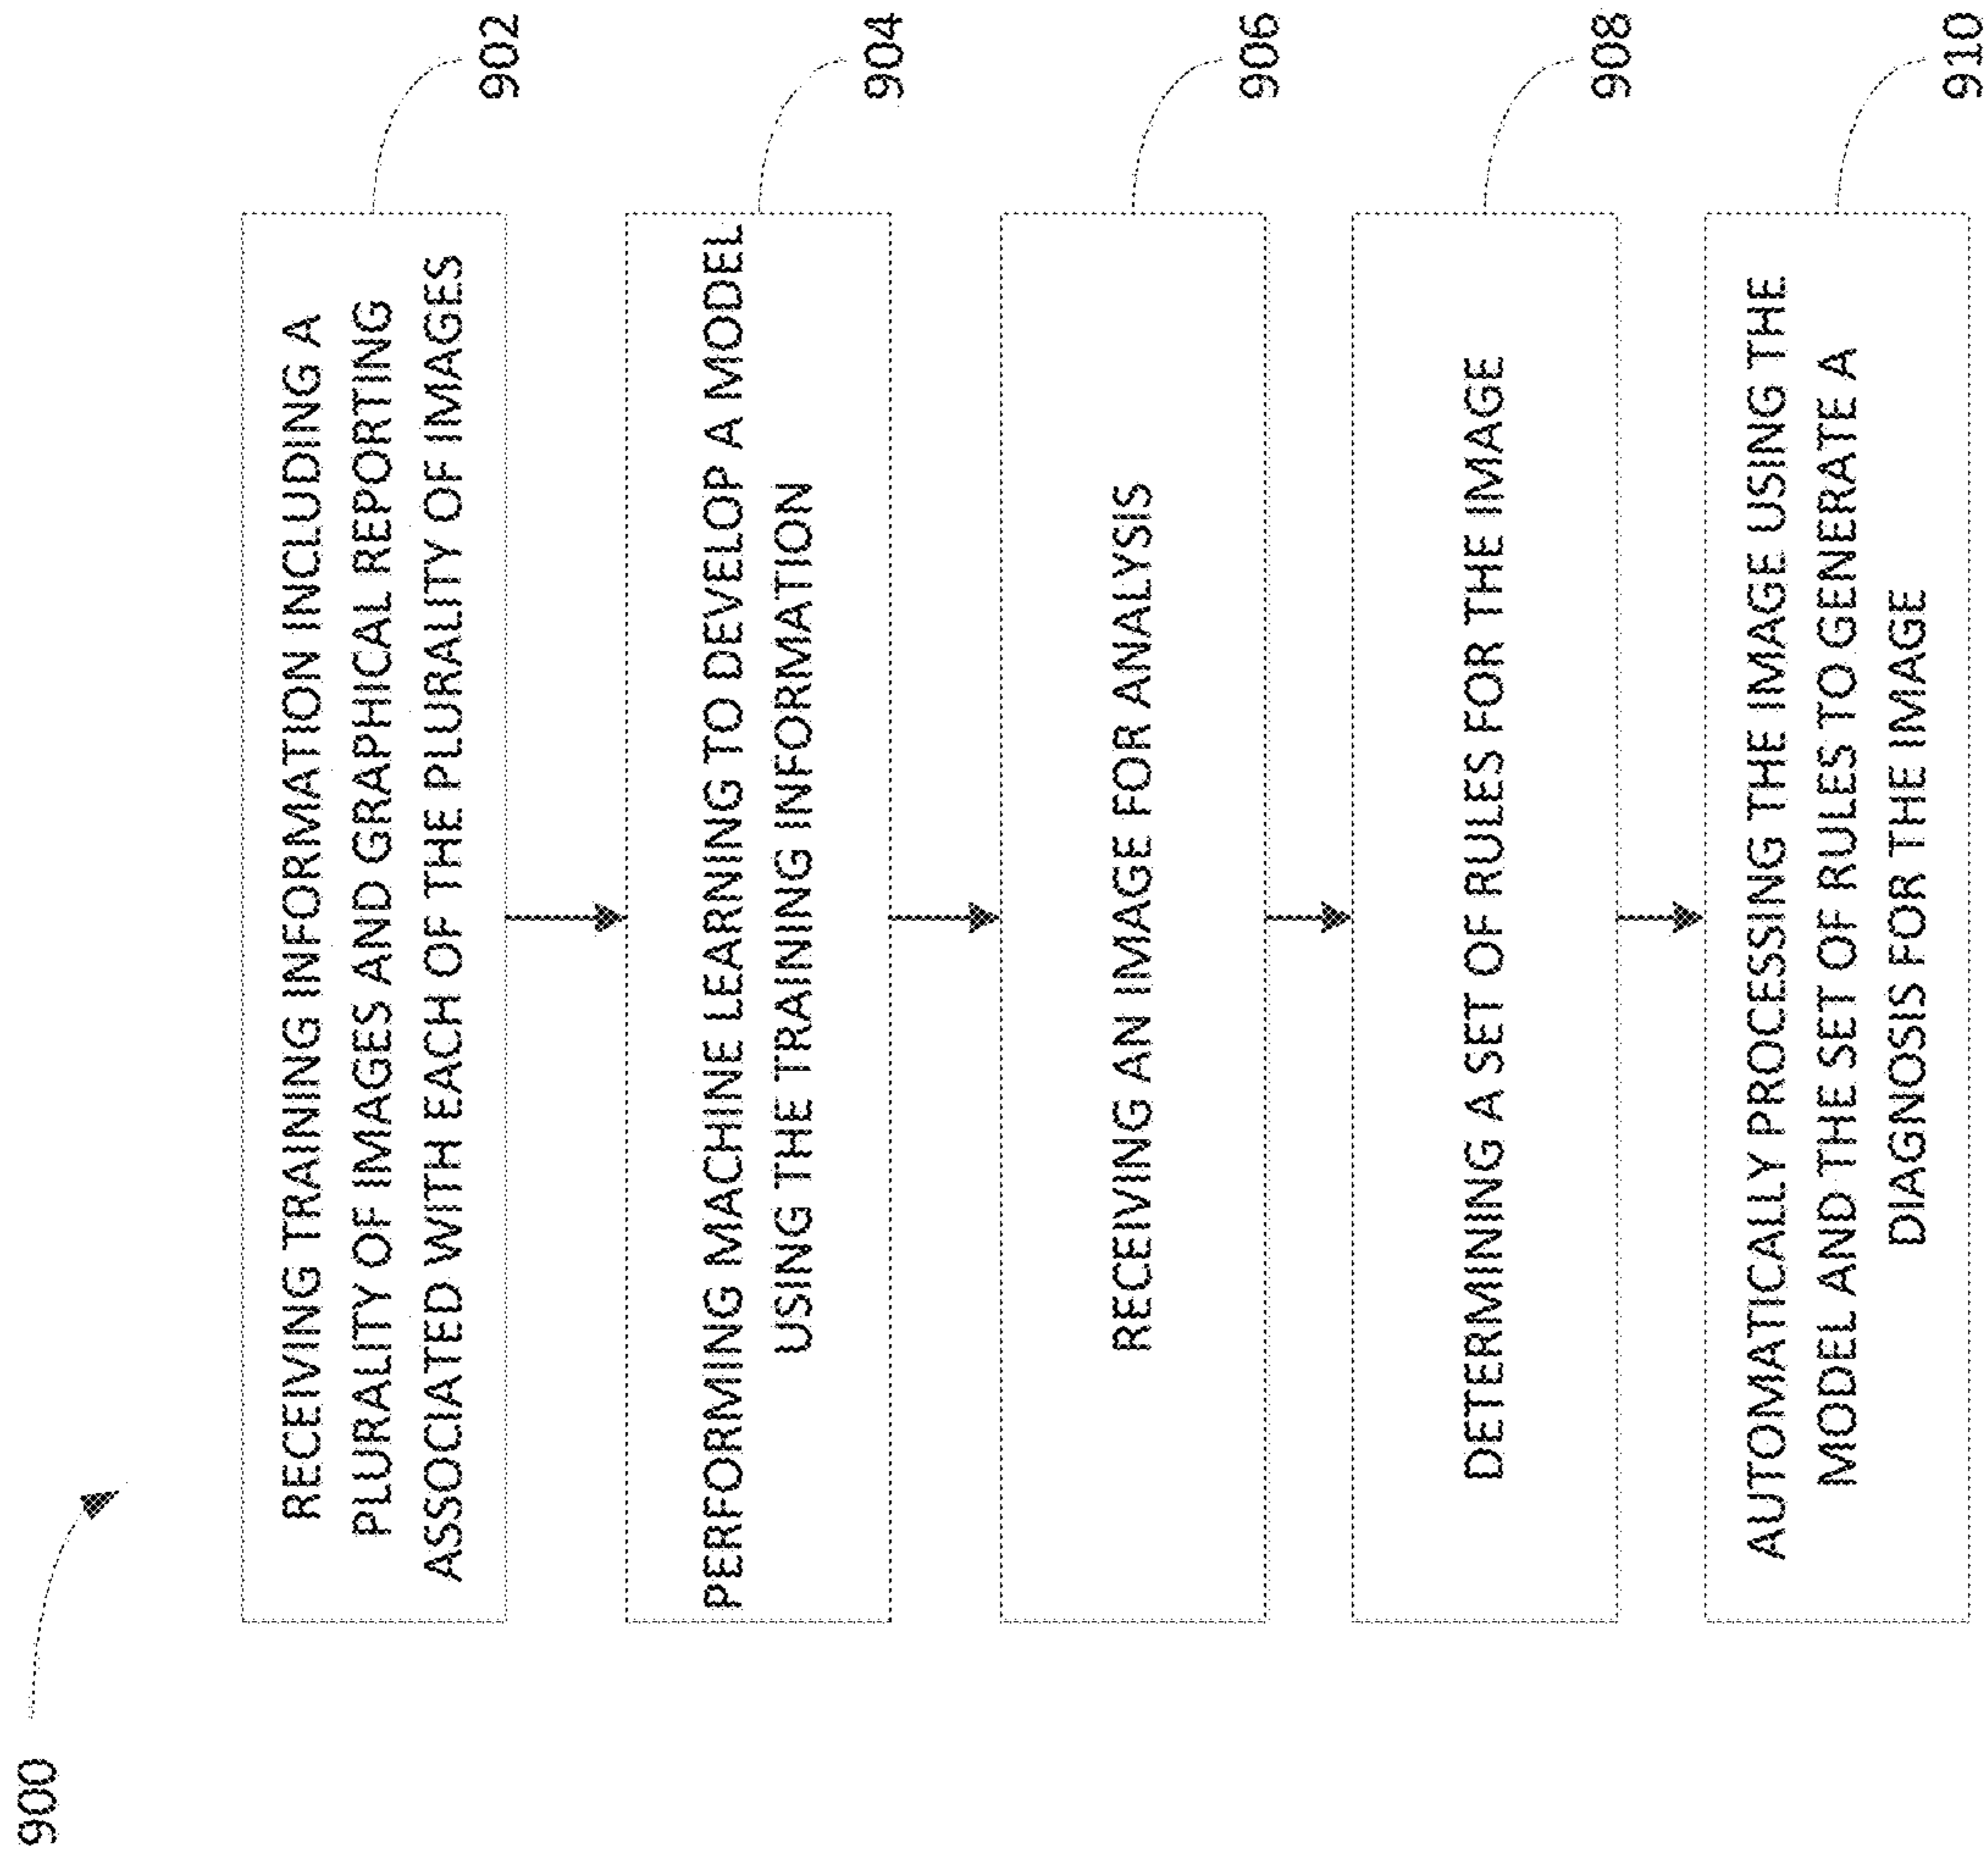 900
RECEIVING TRAINING INFORMATION INCLUDING A
PLURALITY OF IMAGES AND GRAPHICAL REPORTING
ASSOCIATED WITH EACH OF THE PLURALITY OF IMAGES
902
PERFORMING MACHINE LEARNING TO DEVELOP A MODEL
USING THE TRAINING INFORMATION
904
RECEIVING AN IMAGE FOR ANALYSIS
906
DETERMINING A SET OF RULES FOR THE IMAGE
908
AUTOMATICALLY PROCESSING THE IMAGE USING THE
MODEL AND THE SET OF RULES TO GENERATE A
DIAGNOSIS FOR THE IMAGE
910